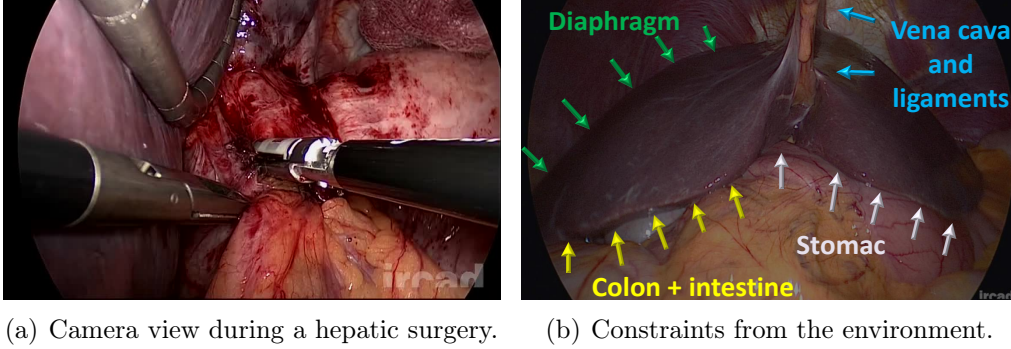 Diaphragm
Vena cava
and
ligaments
Stomac
Colon + intestine
ircad
ircad
(a) Camera view during a hepatic surgery.
(b) Constraints from the environment.